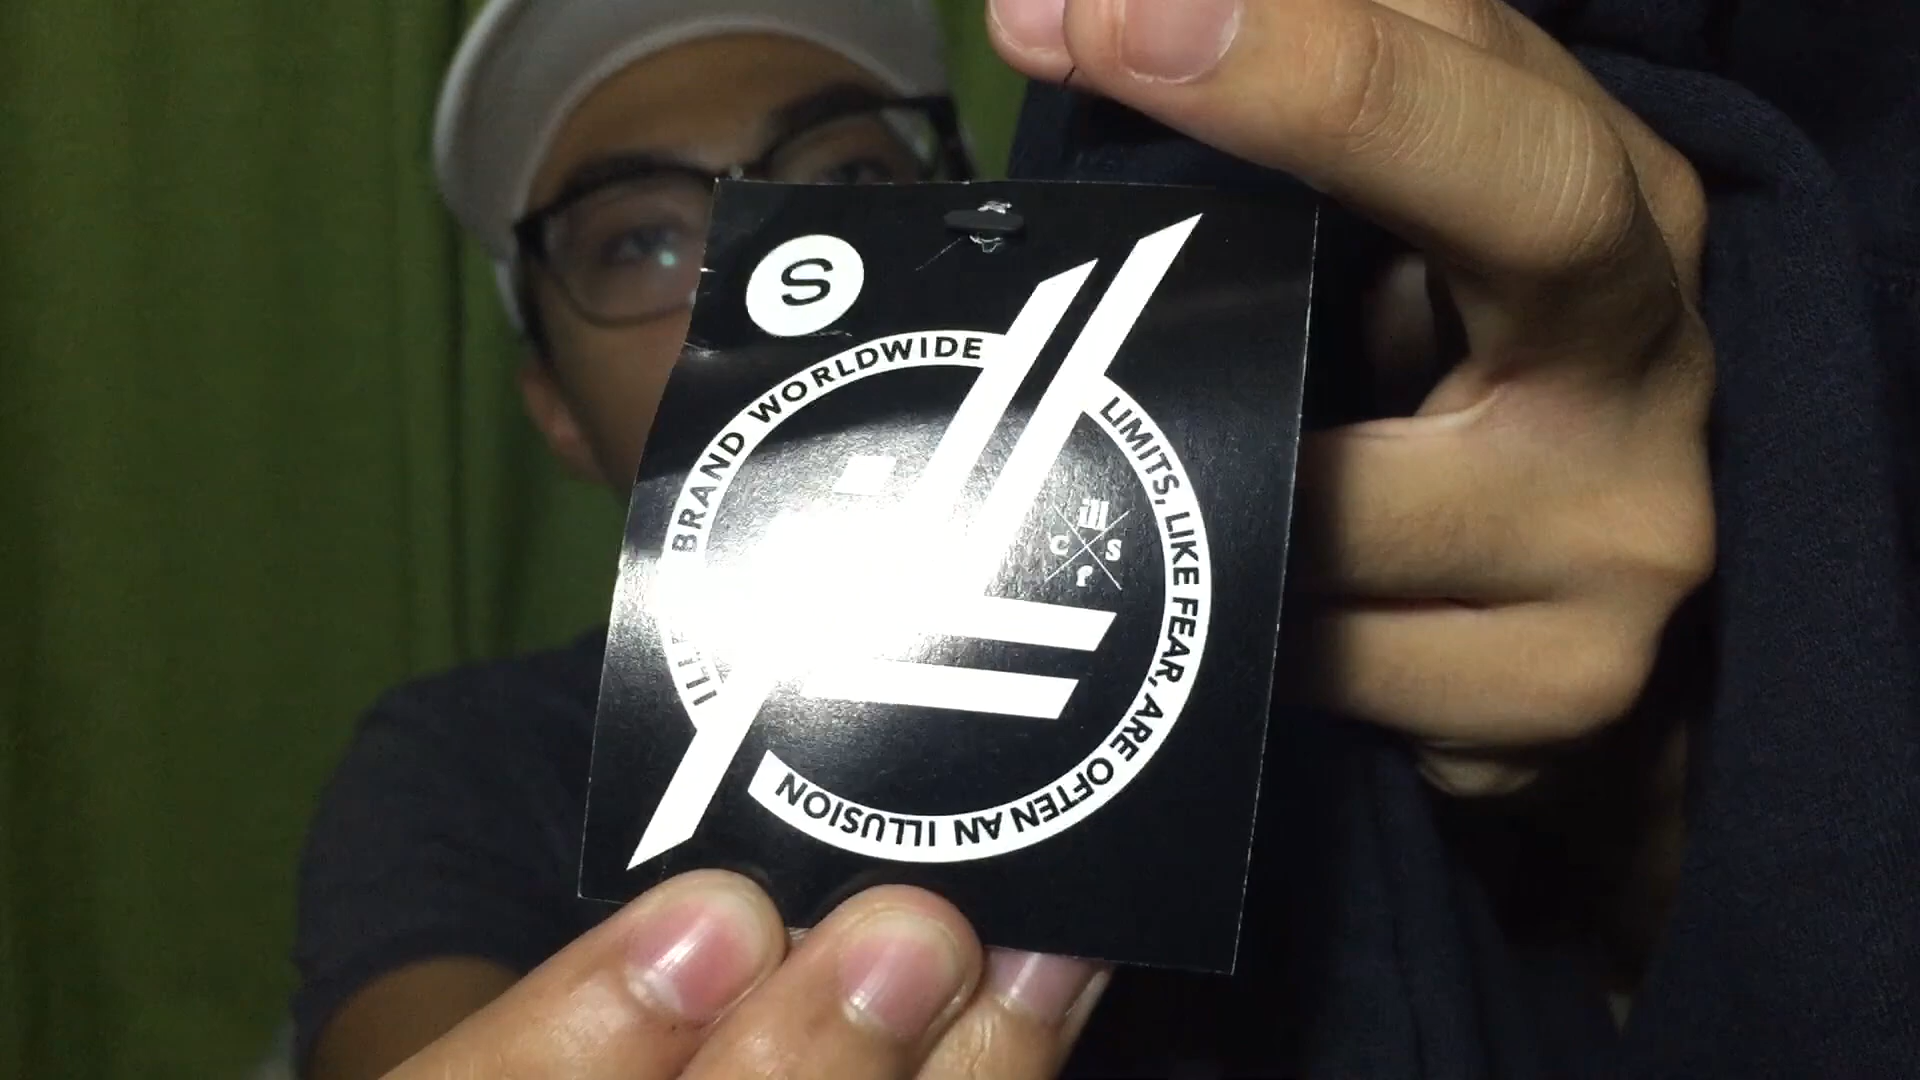 S
BRAND WORLDWIDE
LIMITS, LIKE FEAR, ARE OFTEN AN ILLUSION
ill
C S
f